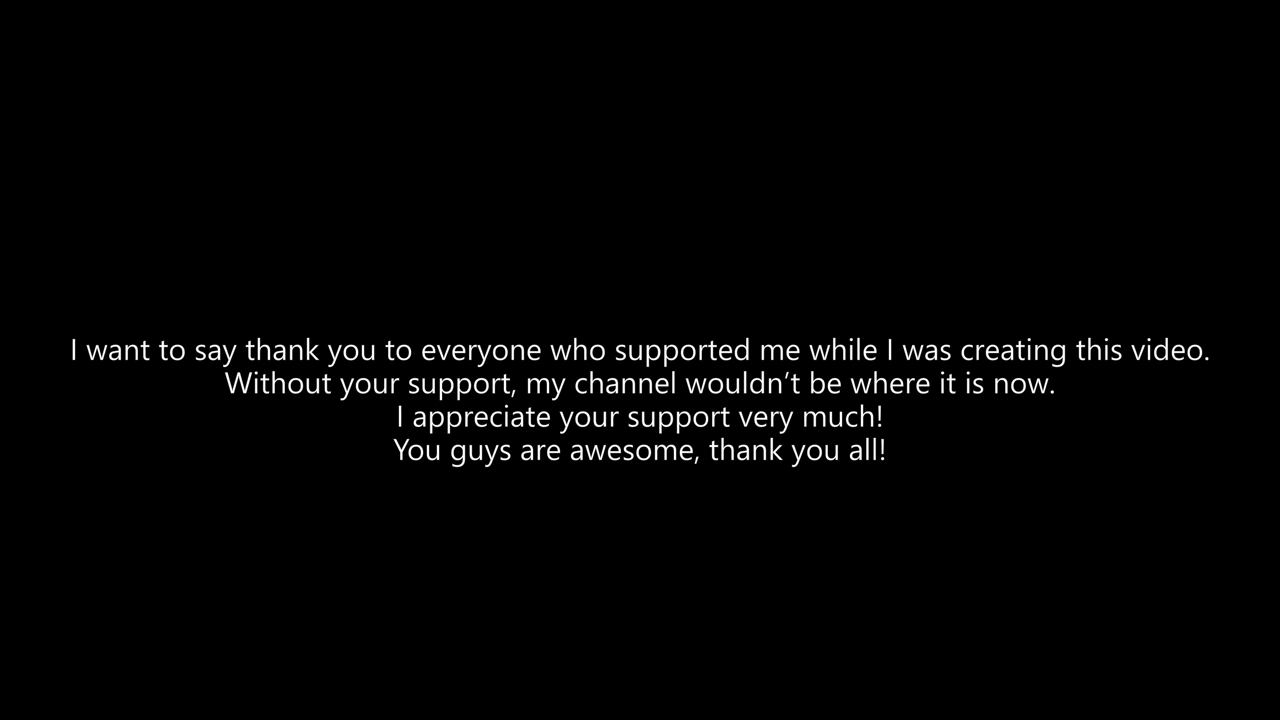 I want to say thank you to everyone who supported me while I was creating this video.
Without your support, my channel wouldn’t be where it is now.
I appreciate your support very much!
You guys are awesome, thank you all!